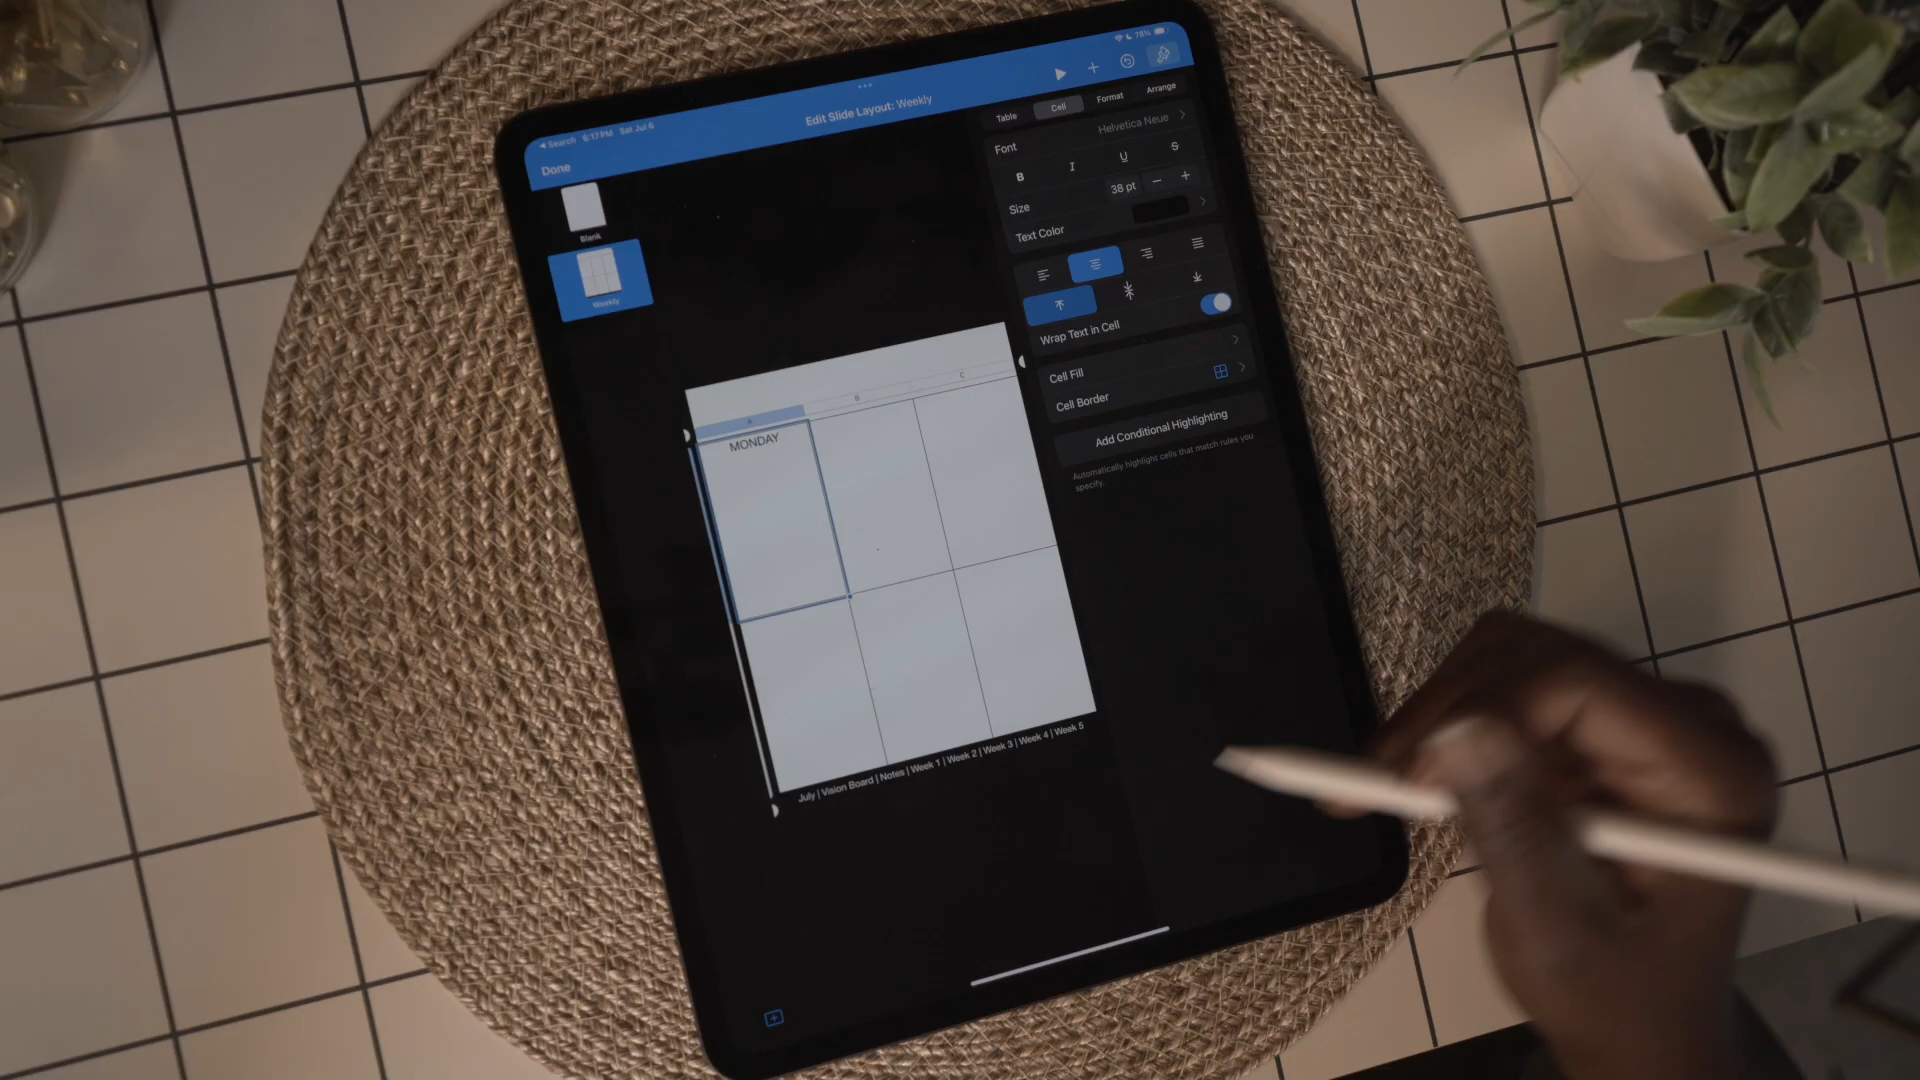 Search 6:17 PM Sat Jul 6
78%
Done
Edit Slide Layout: Weekly
Blank
Weekly
Table Cell Format Arrange
Font Helvetica Neue
B I U S
Size 38 pt
Text Color
Wrap Text in Cell
Cell Fill
Cell Border
Add Conditional Highlighting
Automatically highlight cells that match rules you
specify.
A B C
MONDAY
July | Vision Board | Notes | Week 1 | Week 2 | Week 3 | Week 4 | Week 5